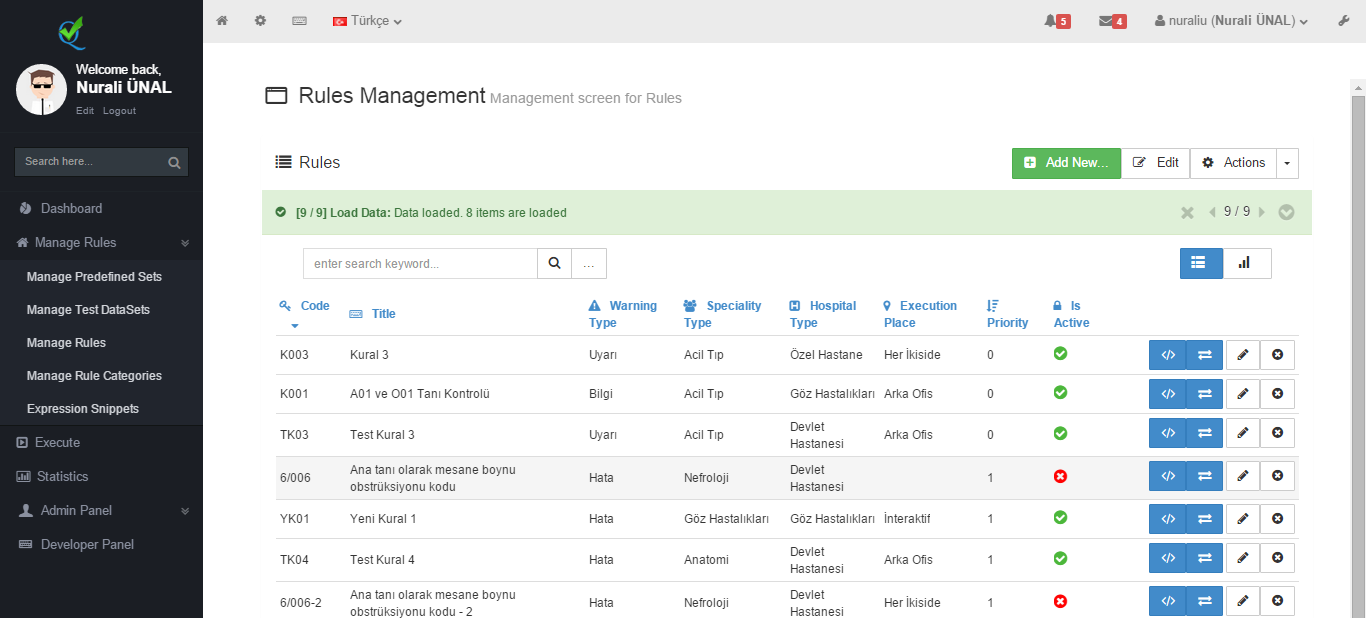 Türkçe
5
4
nuraliu (Nurali ÜNAL)
Welcome back,
Nurali ÜNAL
Edit Logout
Search here...
Dashboard
Manage Rules
Manage Predefined Sets
Manage Test DataSets
Manage Rules
Manage Rule Categories
Expression Snippets
Execute
Statistics
Admin Panel
Developer Panel
Rules Management Management screen for Rules
Rules
Add New... Edit Actions
[9 / 9] Load Data: Data loaded. 8 items are loaded
9 / 9
enter search keyword... ...
Code Title Warning Type Speciality Type Hospital Type Execution Place Priority Is Active
K003 Kural 3 Uyarı Acil Tıp Özel Hastane Her İkiside 0
K001 A01 ve O01 Tanı Kontrolü Bilgi Acil Tıp Göz Hastalıkları Arka Ofis 0
TK03 Test Kural 3 Uyarı Acil Tıp Devlet Hastanesi Arka Ofis 0
6/006 Ana tanı olarak mesane boynu obstrüksiyonu kodu Hata Nefroloji Devlet Hastanesi 1
YK01 Yeni Kural 1 Hata Göz Hastalıkları Göz Hastalıkları İnteraktif 1
TK04 Test Kural 4 Hata Anatomi Devlet Hastanesi Arka Ofis 1
6/006-2 Ana tanı olarak mesane boynu obstrüksiyonu kodu - 2 Hata Nefroloji Devlet Hastanesi Her İkiside 1